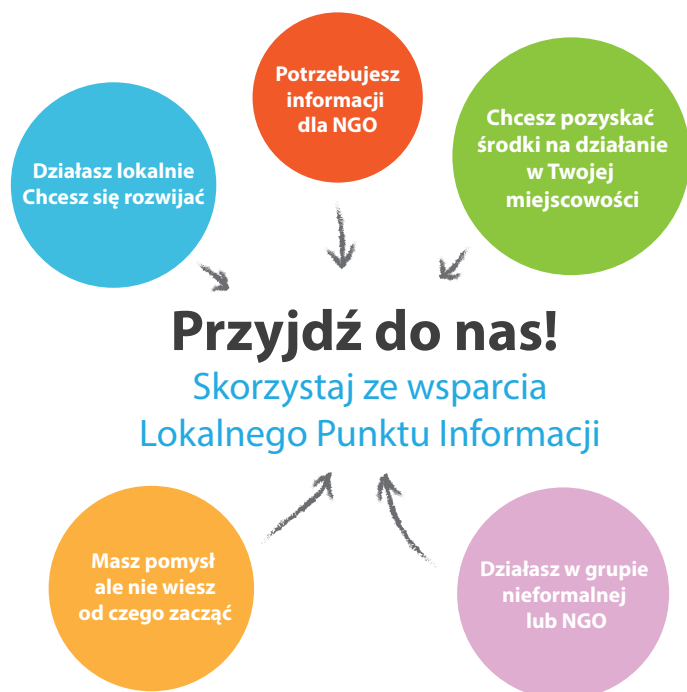 Potrzebujesz
informacji
dla NGO
Chcesz pozyskać
środki na działanie
w Twojej
miejscowości
Działasz lokalnie
Chcesz się rozwijać
Przyjdź do nas!
Skorzystaj ze wsparcia
Lokalnego Punktu Informacji
Masz pomysł
ale nie wiesz
od czego zacząć
Działasz w grupie
nieformalnej
lub NGO